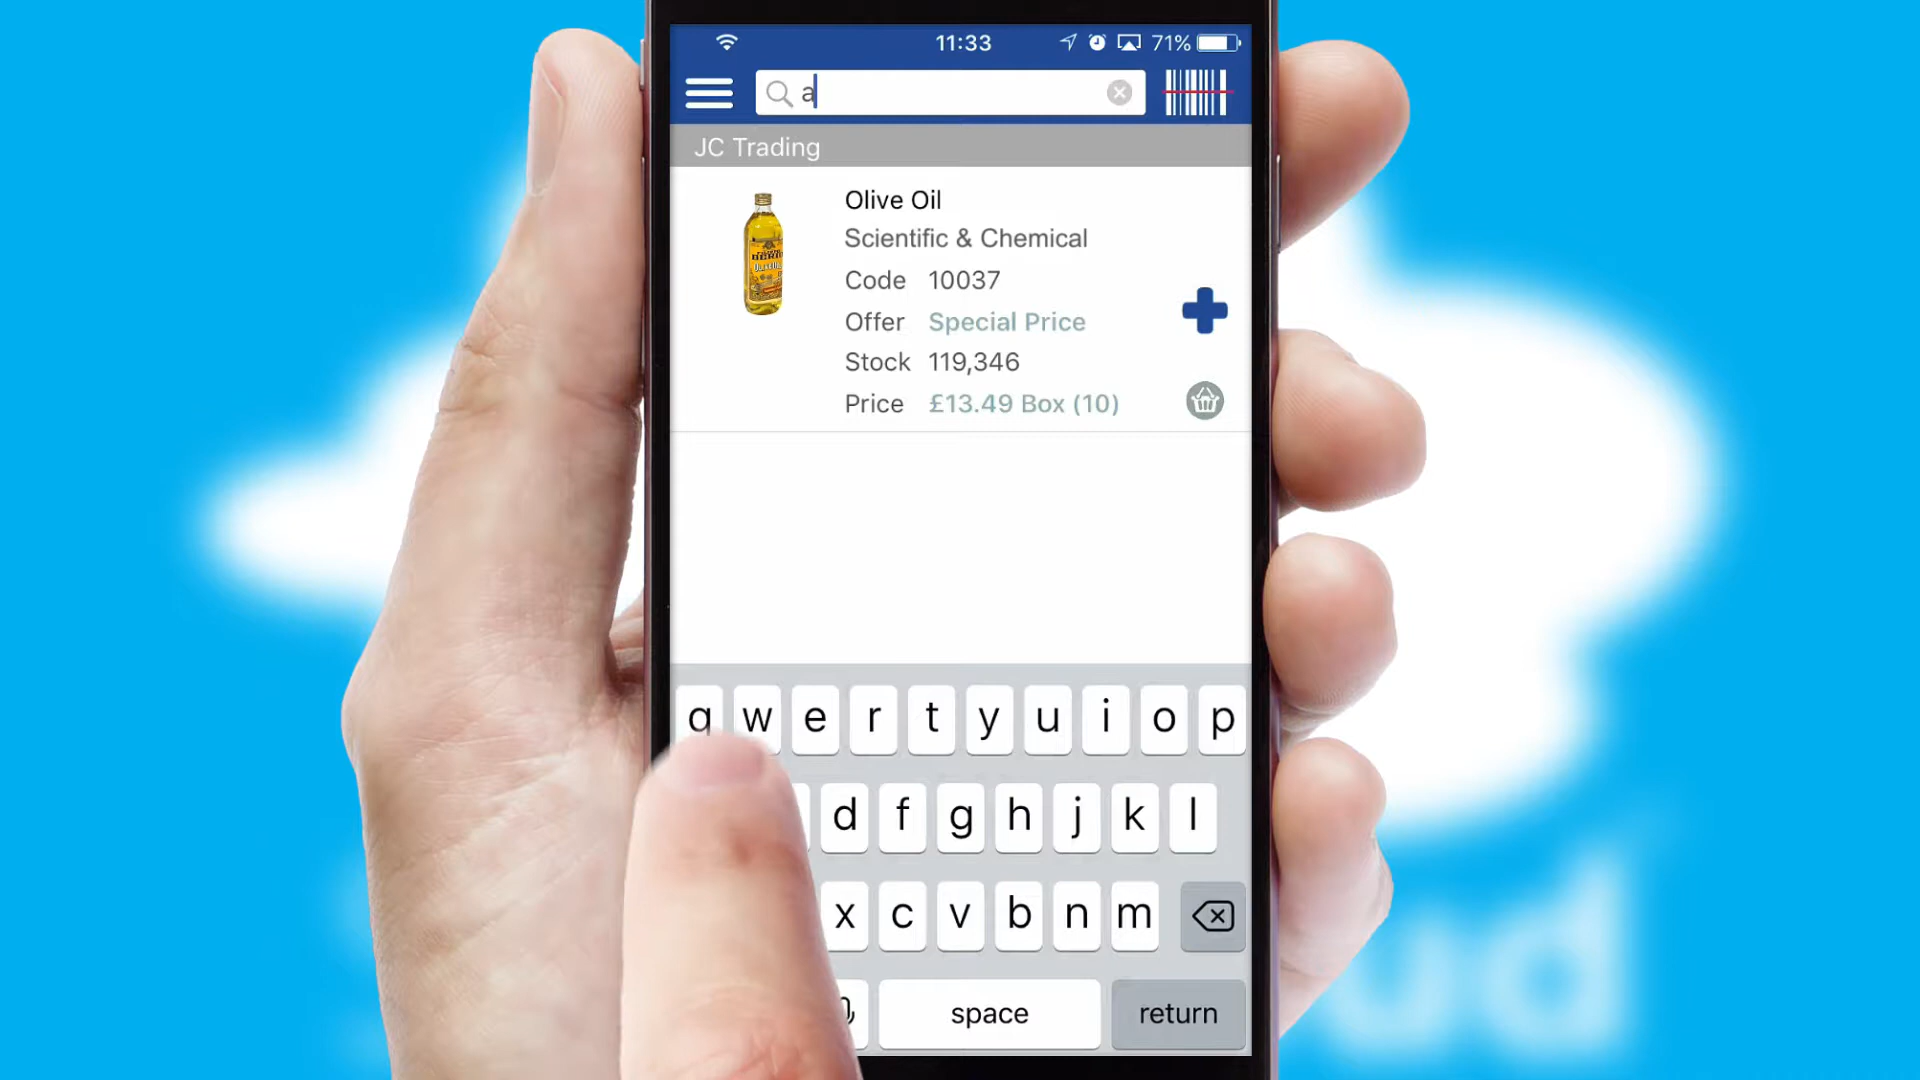 11:33
71%
a
JC Trading
Olive Oil
Scientific & Chemical
Code 10037
Offer Special Price
Stock 119,346
Price £13.49 Box (10)
q w e r t y u i o p
d f g h j k l
x c v b n m
space return
ud